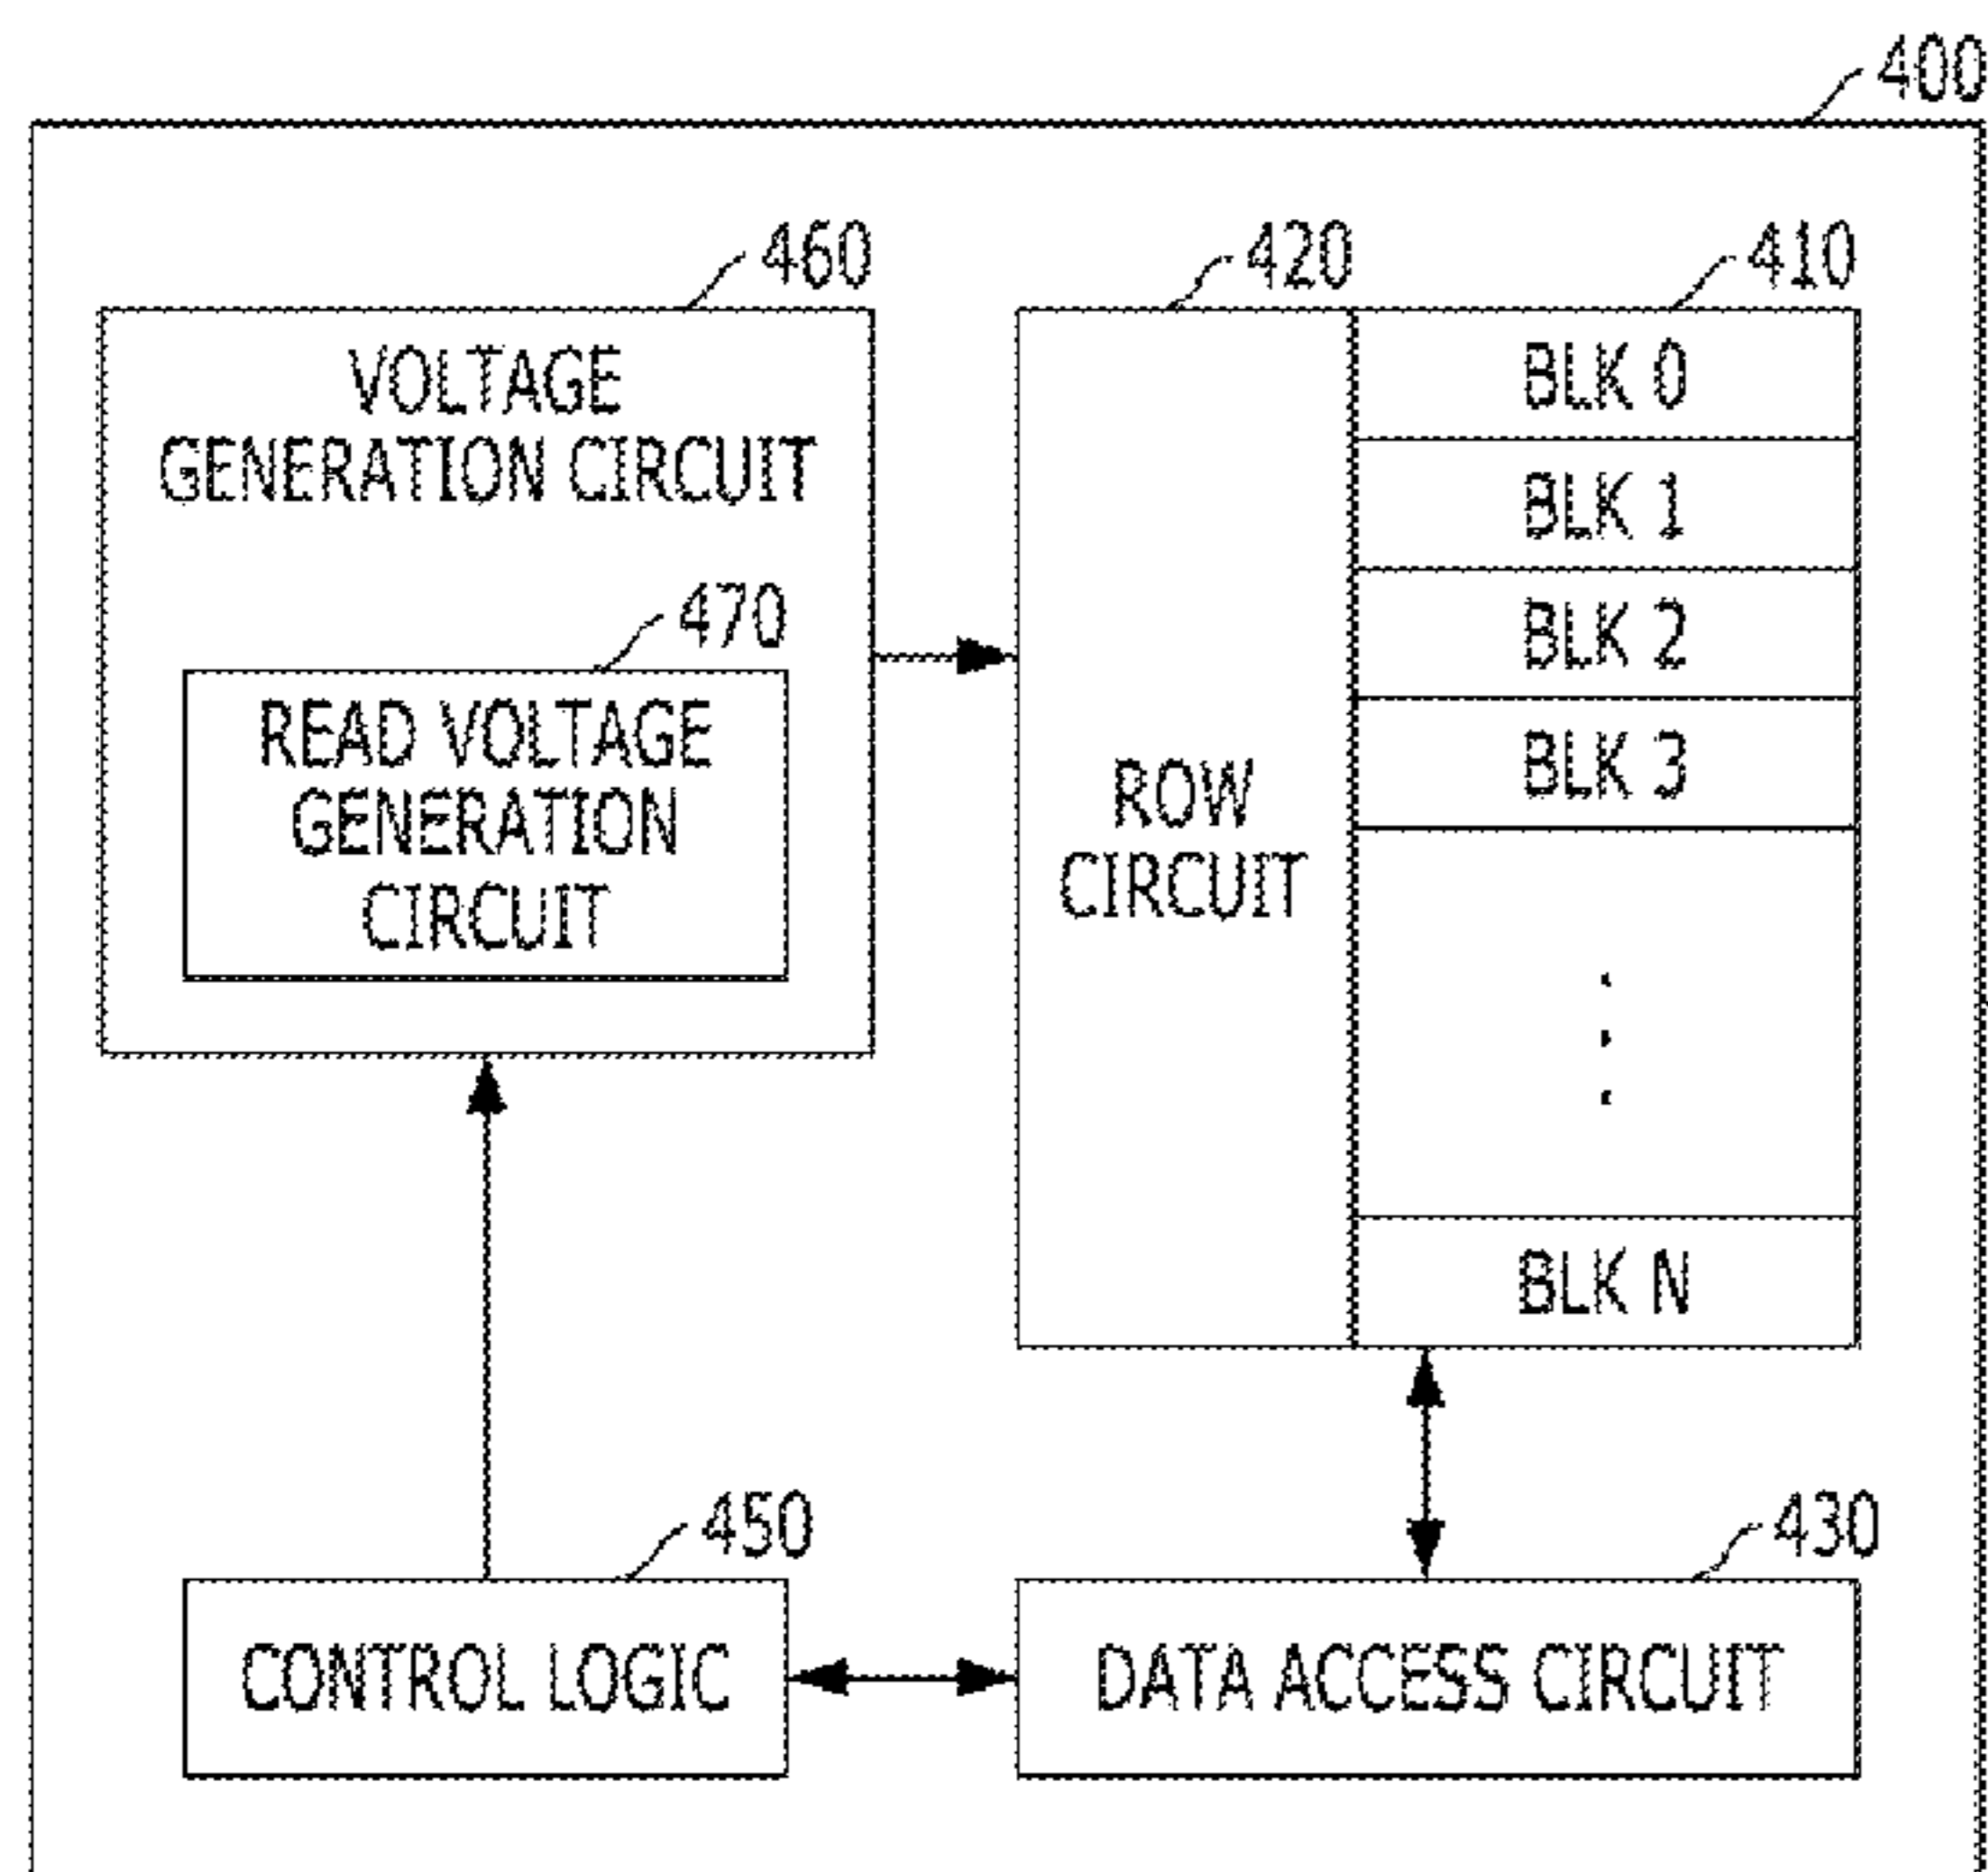 400
460
VOLTAGE
GENERATION CIRCUIT
470
READ VOLTAGE
GENERATION
CIRCUIT
420
410
ROW
CIRCUIT
BLK 0
BLK 1
BLK 2
BLK 3
BLK N
450
CONTROL LOGIC
430
DATA ACCESS CIRCUIT